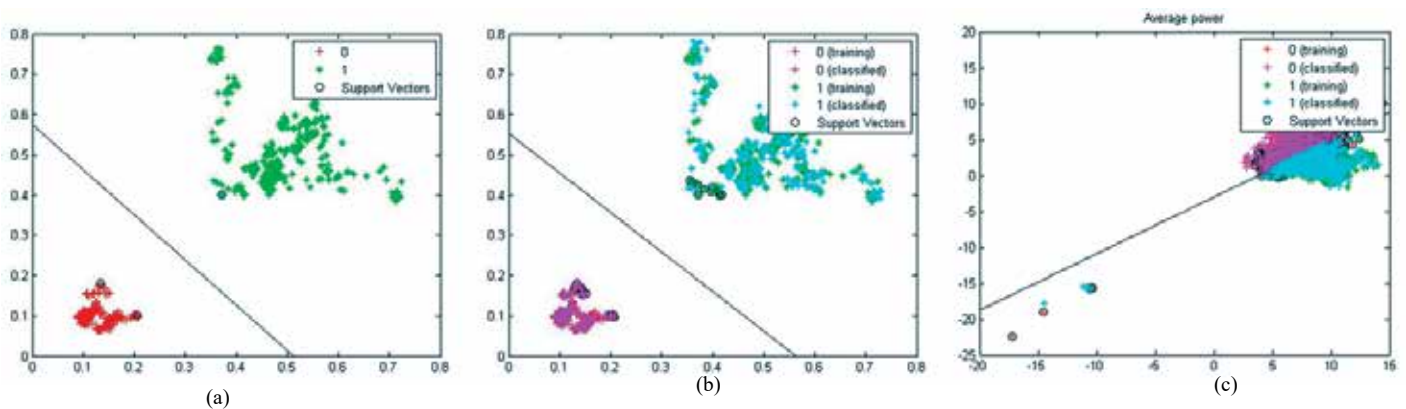 Average power
0.8
0.7
0.6
0.5
0.4
0.3
0.2
0.1
0
0 0.1 0.2 0.3 0.4 0.5 0.6 0.7 0.8
0
1
Support Vectors
(a)
0.8
0.7
0.6
0.5
0.4
0.3
0.2
0.1
0
0 0.1 0.2 0.3 0.4 0.5 0.6 0.7 0.8
0 (training)
0 (classified)
1 (training)
1 (classified)
Support Vectors
(b)
20
15
10
5
0
-5
-10
-15
-20
-25
-20 -15 -10 -5 0 5 10 15
0 (training)
0 (classified)
1 (training)
1 (classified)
Support Vectors
(c)